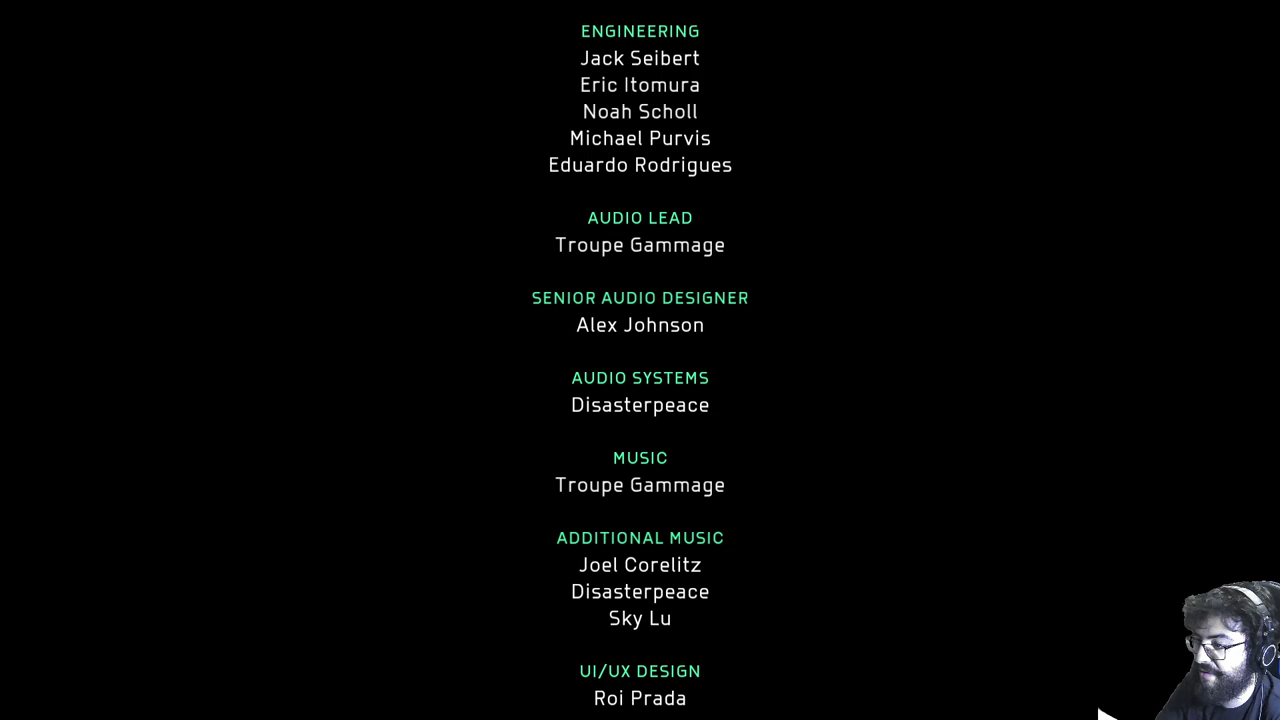 ENGINEERING
Jack Seibert
Eric Itomura
Noah Scholl
Michael Purvis
Eduardo Rodrigues
AUDIO LEAD
Troupe Gammage
SENIOR AUDIO DESIGNER
Alex Johnson
AUDIO SYSTEMS
Disasterpeace
MUSIC
Troupe Gammage
ADDITIONAL MUSIC
Joel Corelitz
Disasterpeace
Sky Lu
UI/UX DESIGN
Roi Prada